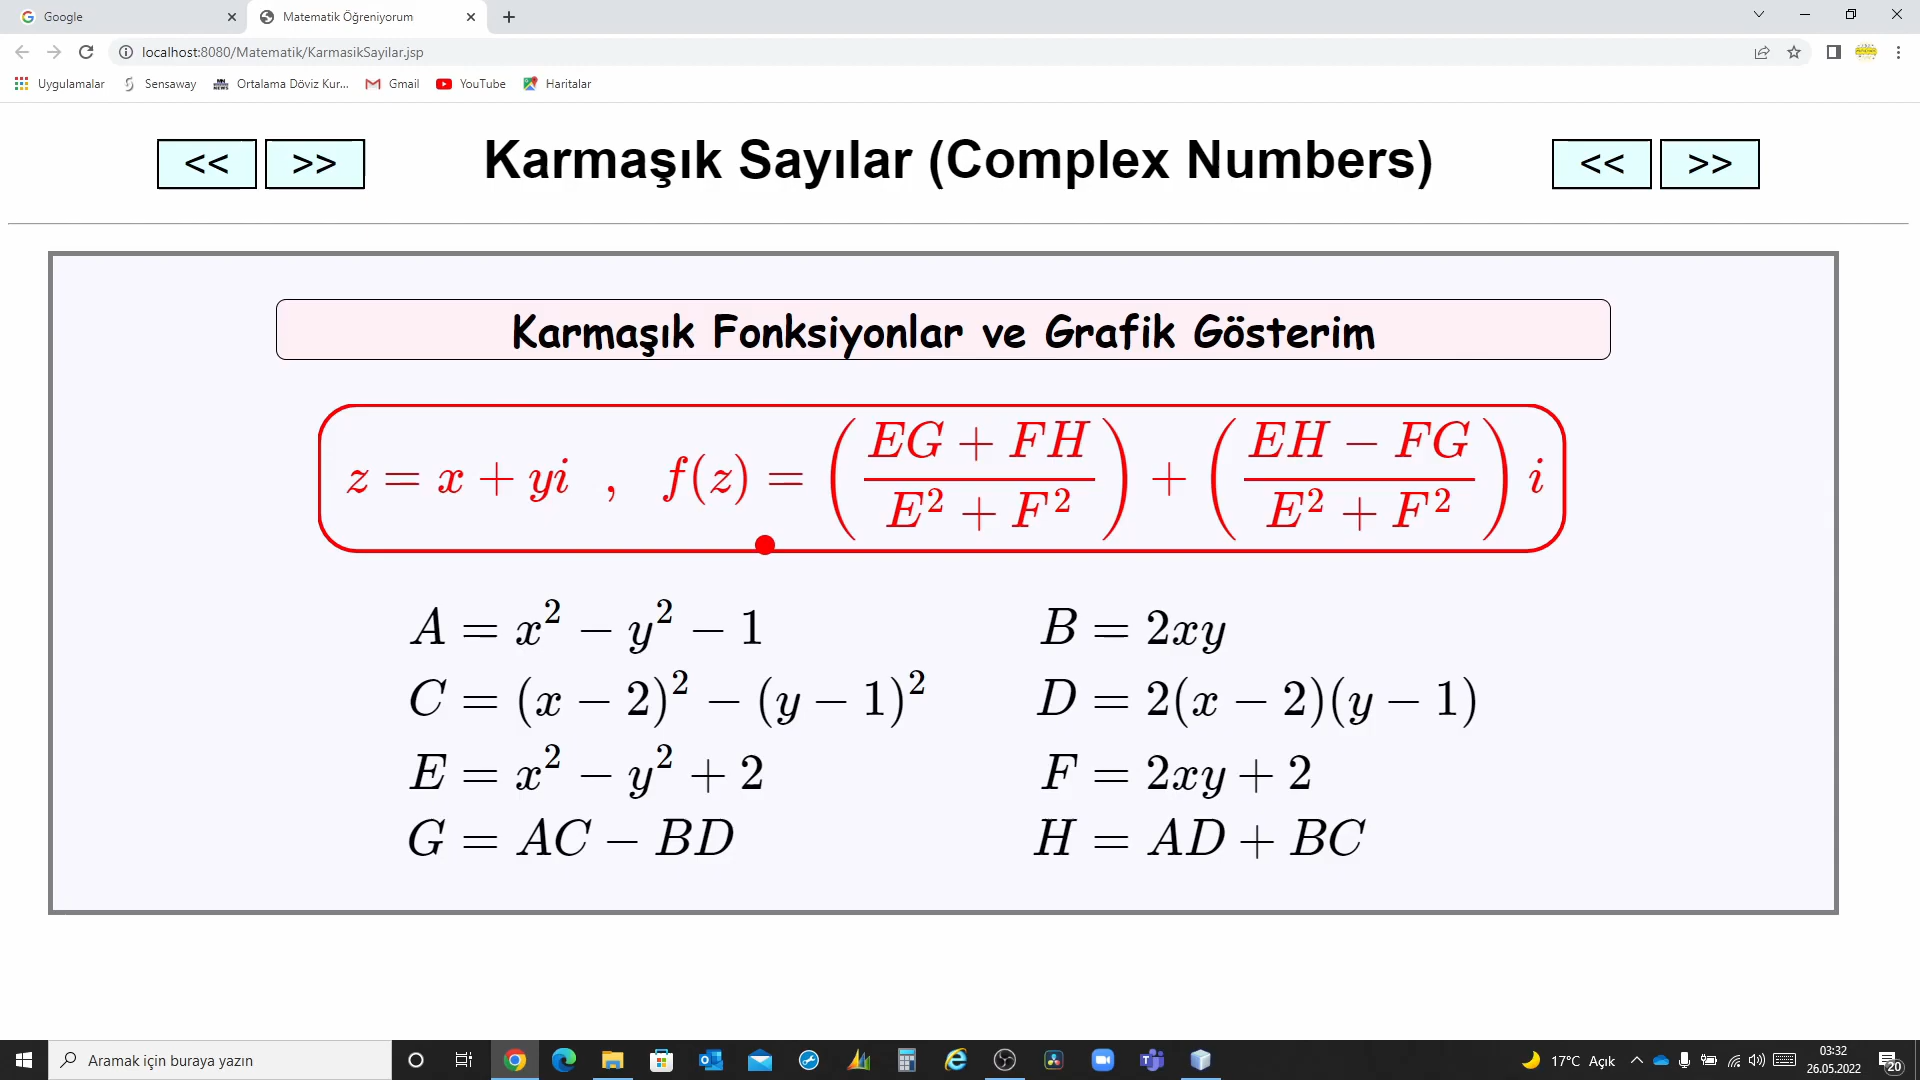 Google
Matematik Öğreniyorum
localhost:8080/Matematik/KarmasikSayilar.jsp
Uygulamalar Sensaway Ortalama Döviz Kur... Gmail YouTube Haritalar
<< >> Karmaşık Sayılar (Complex Numbers) << >>
Karmaşık Fonksiyonlar ve Grafik Gösterim
z = x + yi , f(z) = ((EG + FH)/(E² + F²)) + ((EH − FG)/(E² + F²)) i
A = x² − y² − 1 B = 2xy
C = (x − 2)² − (y − 1)² D = 2(x − 2)(y − 1)
E = x² − y² + 2 F = 2xy + 2
G = AC − BD H = AD + BC
Aramak için buraya yazın
17°C Açık
03:32
26.05.2022
20